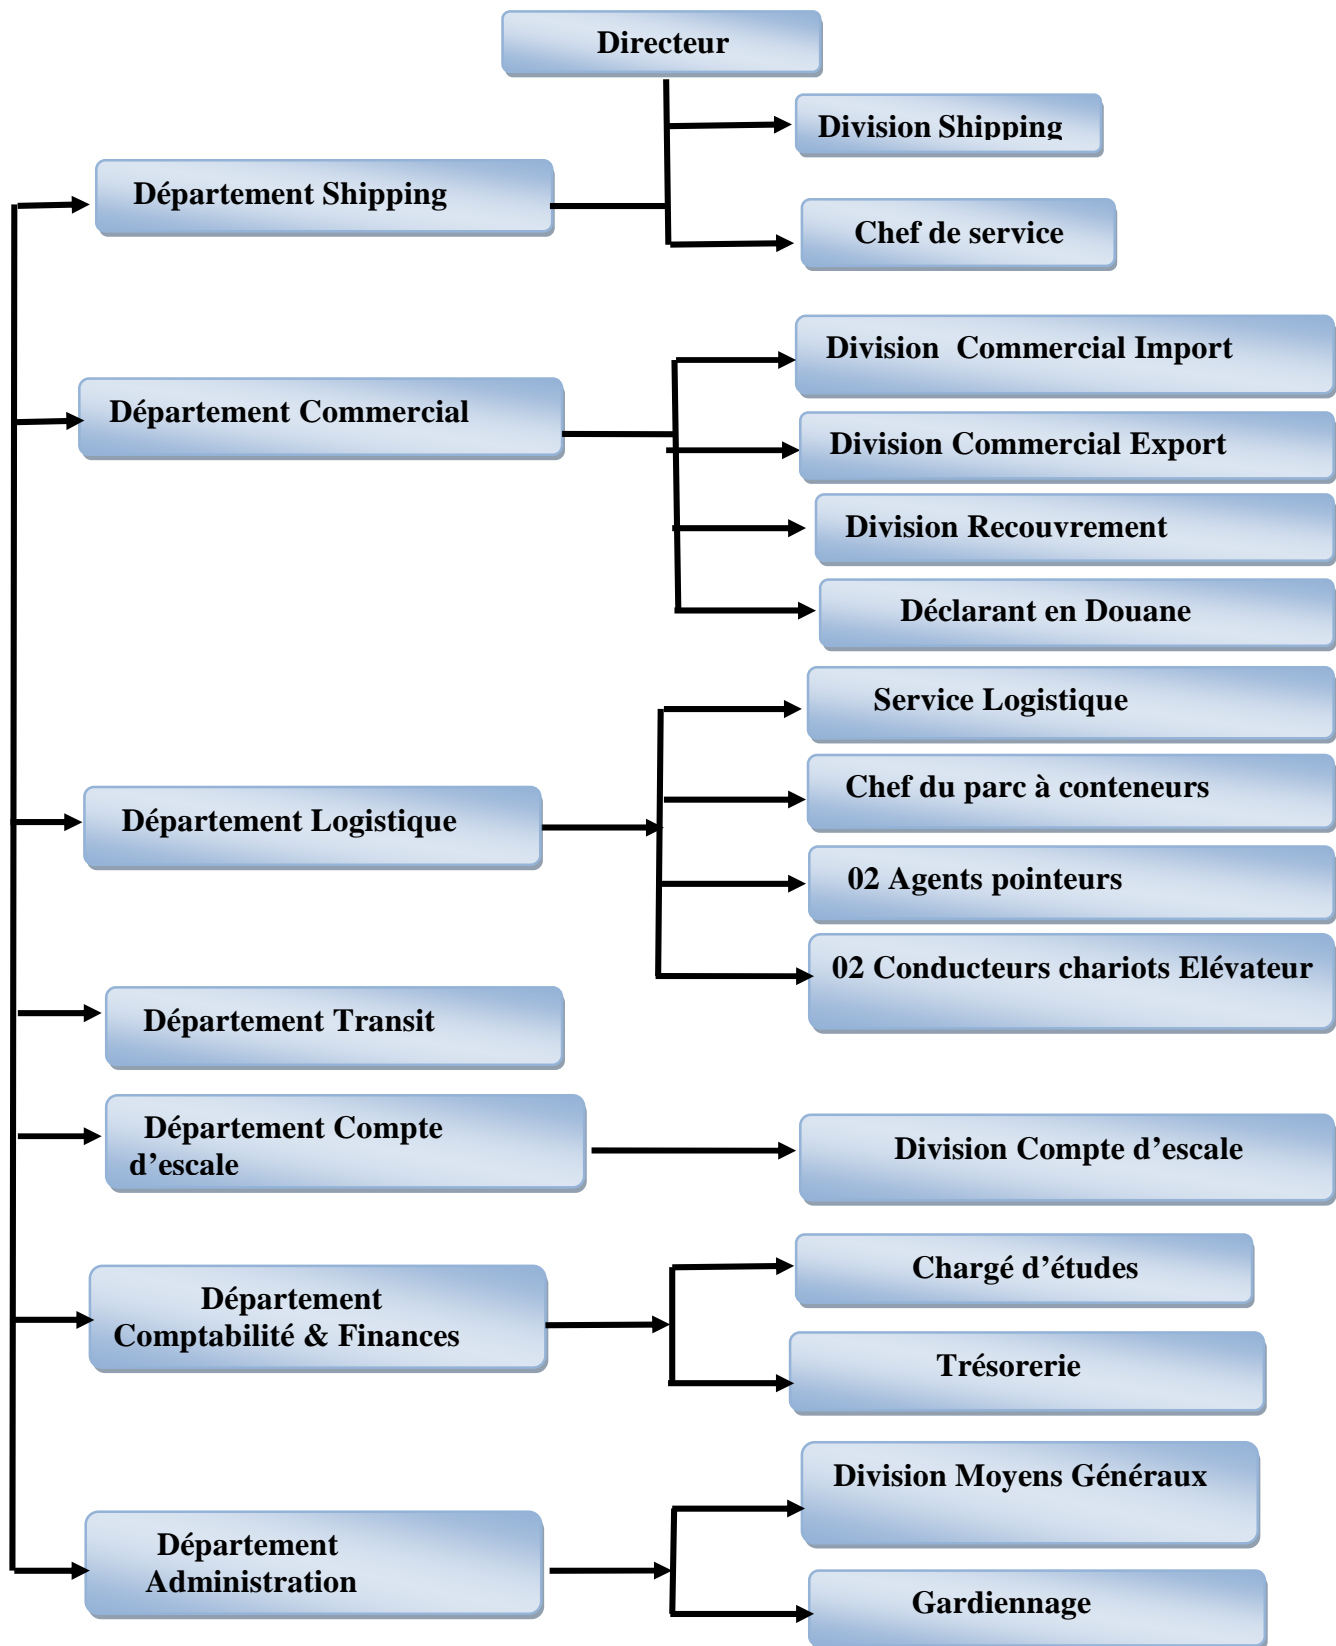 Directeur
Division Shipping
Département Shipping
Chef de service
Division Commercial Import
Département Commercial
Division Commercial Export
Division Recouvrement
Déclarant en Douane
Service Logistique
Chef du parc à conteneurs
Département Logistique
02 Agents pointeurs
02 Conducteurs chariots Elévateur
Département Transit
Département Compte
d’escale
Division Compte d’escale
Chargé d’études
Département
Comptabilité & Finances
Trésorerie
Division Moyens Généraux
Département
Administration
Gardiennage